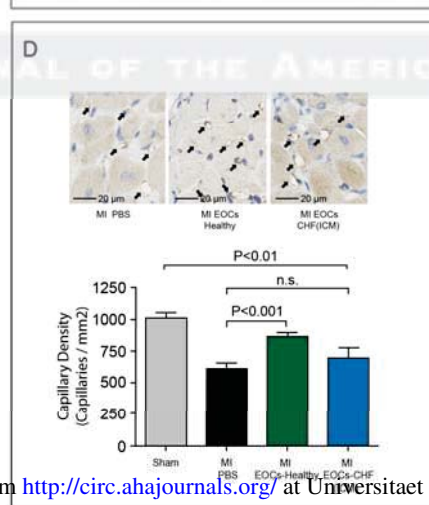 D
AL OF THE AMERIC
20 µm
20 µm
20 µm
MI PBS
MI EOCs
Healthy
MI EOCs
CHF(ICM)
P<0.01
n.s.
P<0.001
Capillary Density
(Capillaries / mm2)
1250
1000
750
500
250
0
Sham
MI
PBS
MI
EOCs-Healthy
MI
EOCs-CHF
m http://circ.ahajournals.org/ at Universitaet